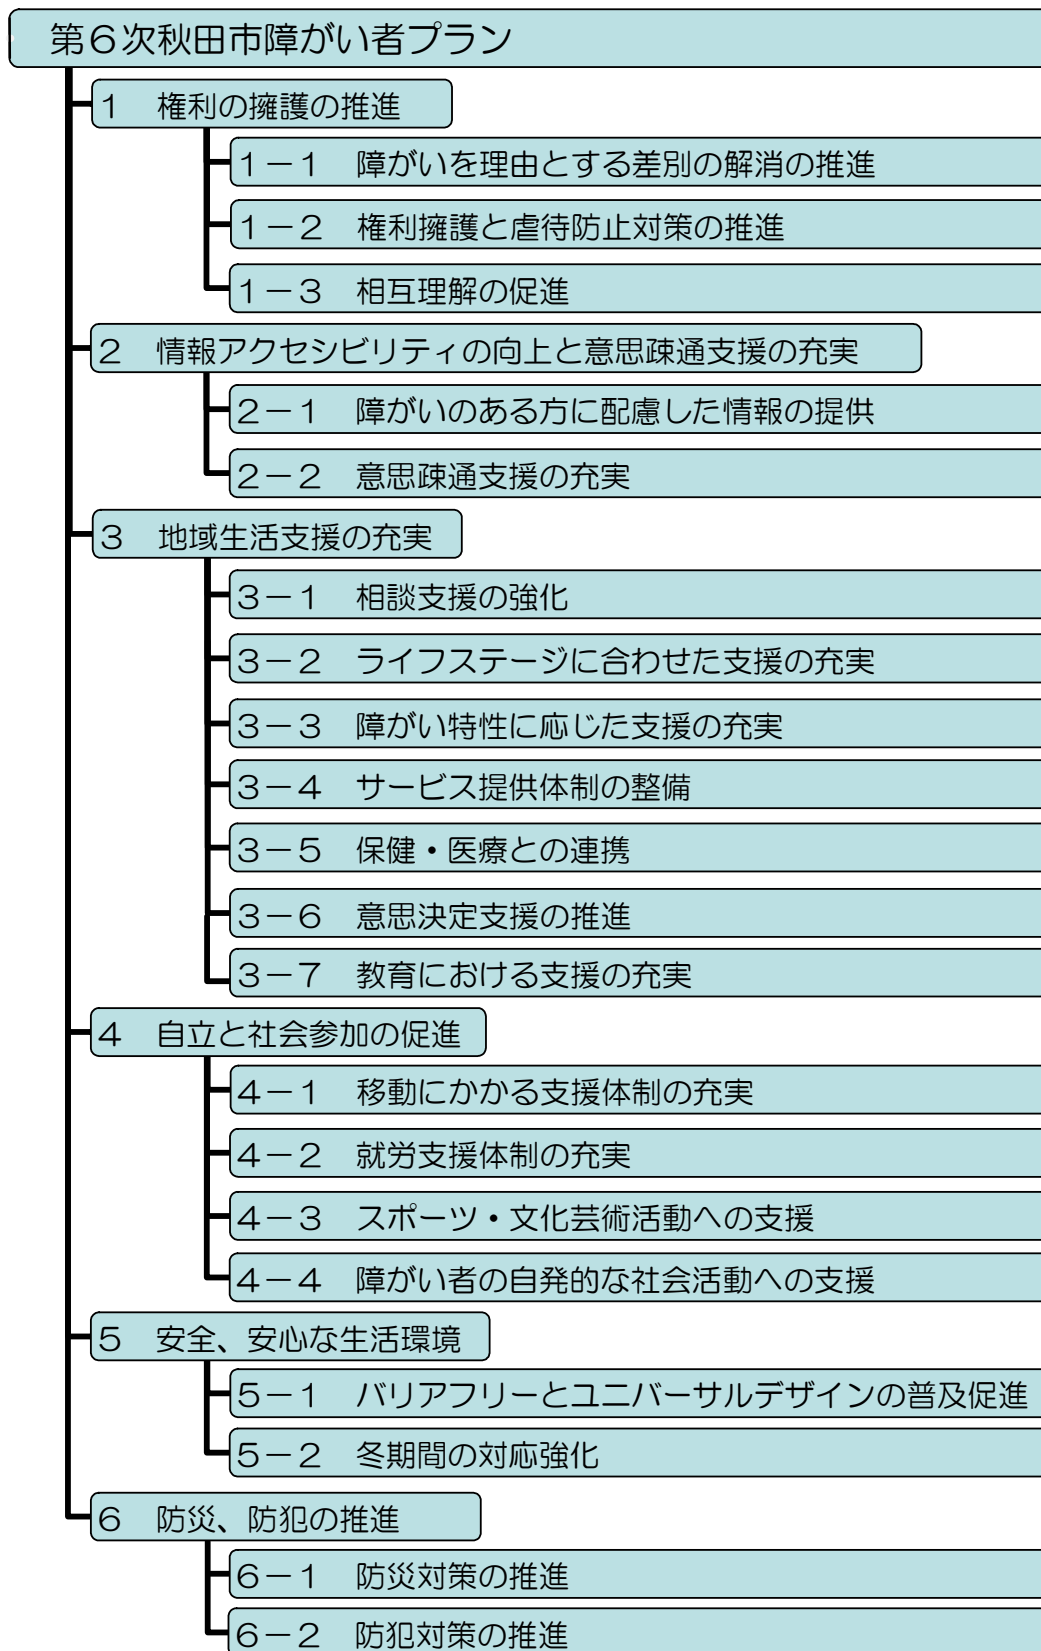 第６次秋田市障がい者プラン
１　権利の擁護の推進
１－１　障がいを理由とする差別の解消の推進
１－２　権利擁護と虐待防止対策の推進
１－３　相互理解の促進
２　情報アクセシビリティの向上と意思疎通支援の充実
２－１　障がいのある方に配慮した情報の提供
２－２　意思疎通支援の充実
３　地域生活支援の充実
３－１　相談支援の強化
３－２　ライフステージに合わせた支援の充実
３－３　障がい特性に応じた支援の充実
３－４　サービス提供体制の整備
３－５　保健・医療との連携
３－６　意思決定支援の推進
３－７　教育における支援の充実
４　自立と社会参加の促進
４－１　移動にかかる支援体制の充実
４－２　就労支援体制の充実
４－３　スポーツ・文化芸術活動への支援
４－４　障がい者の自発的な社会活動への支援
５　安全、安心な生活環境
５－１　バリアフリーとユニバーサルデザインの普及促進
５－２　冬期間の対応強化
６　防災、防犯の推進
６－１　防災対策の推進
６－２　防犯対策の推進